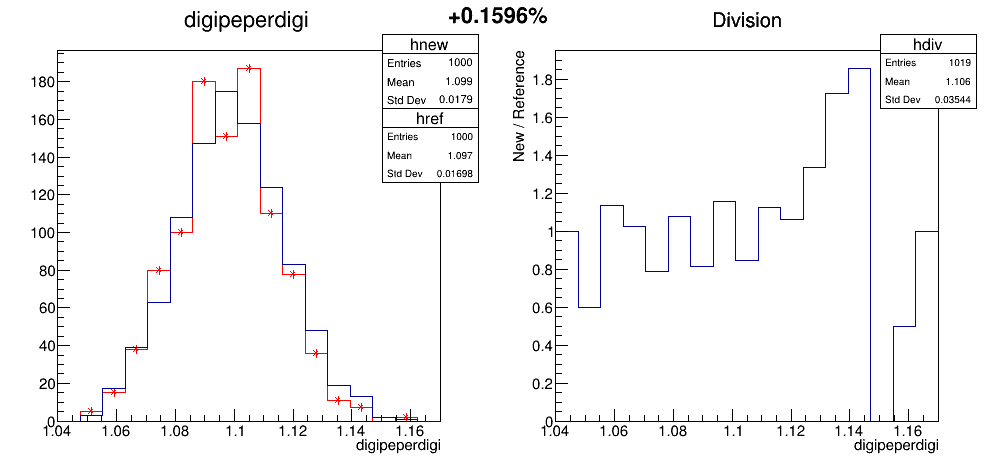 +0.1596%
digipeperdigi
hnew
Entries 1000
Mean 1.099
Std Dev 0.0179
href
Entries 1000
Mean 1.097
Std Dev 0.01698
180
160
140
120
100
80
60
40
20
0
1.04 1.06 1.08 1.1 1.12 1.14 1.16
digipeperdigi
Division
hdiv
Entries 1019
Mean 1.106
Std Dev 0.03544
New / Reference
1.8
1.6
1.4
1.2
1
0.8
0.6
0.4
0.2
0
1.04 1.06 1.08 1.1 1.12 1.14 1.16
digipeperdigi